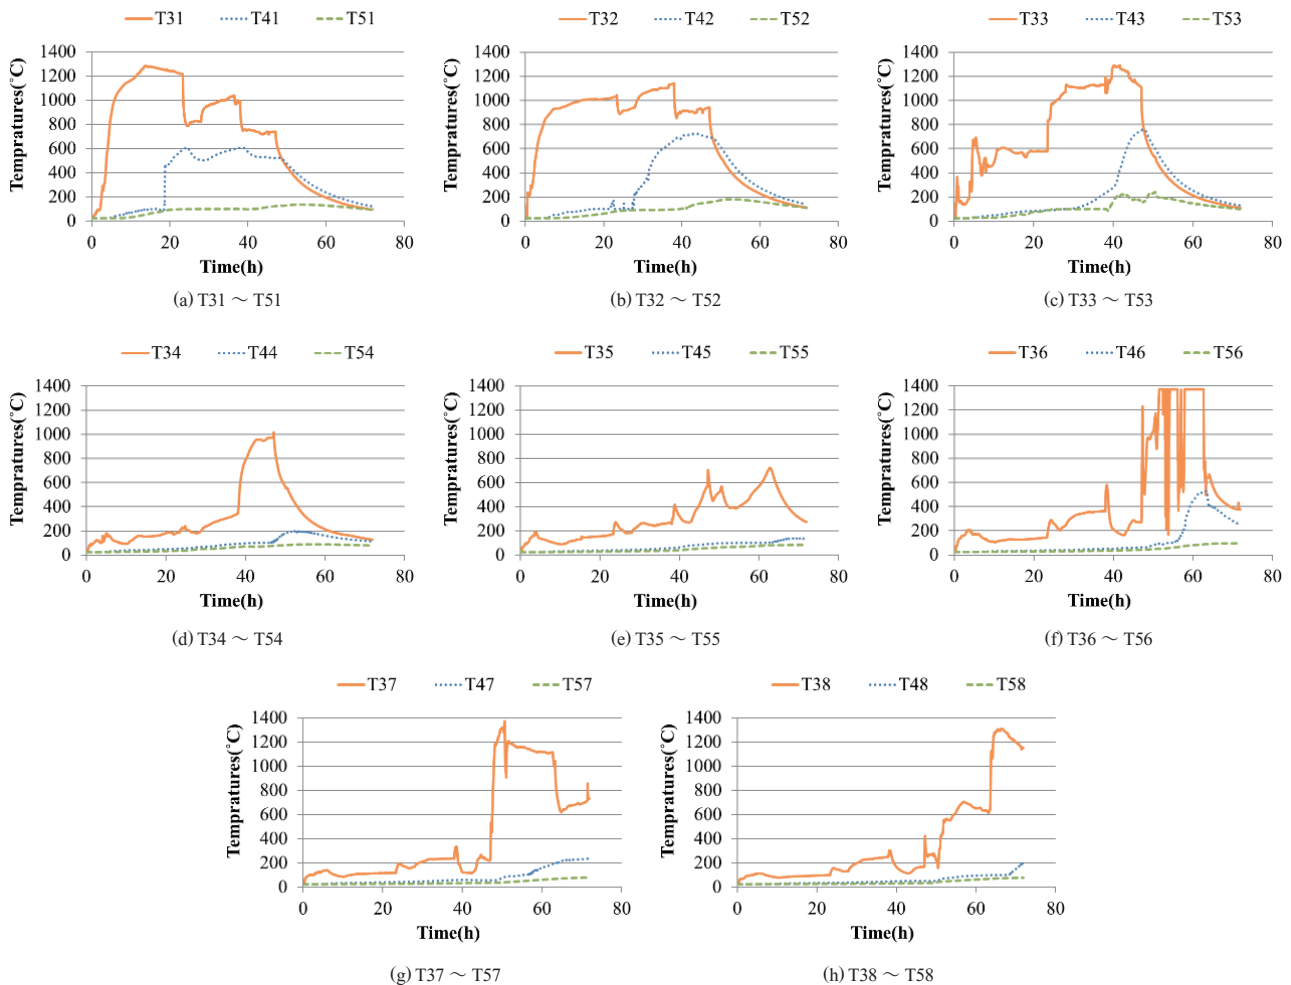 T31 T41 T51
T32 T42 T52
T33 T43 T53
Tempratures(˚C)
1400
1200
1000
800
600
400
200
0
0 20 40 60 80
Time(h)
(a) T31 ～ T51
Tempratures(˚C)
1400
1200
1000
800
600
400
200
0
0 20 40 60 80
Time(h)
(b) T32 ～ T52
Tempratures(˚C)
1400
1200
1000
800
600
400
200
0
0 20 40 60 80
Time(h)
(c) T33 ～ T53
T34 T44 T54
T35 T45 T55
T36 T46 T56
Tempratures(˚C)
1400
1200
1000
800
600
400
200
0
0 20 40 60 80
Time(h)
(d) T34 ～ T54
Tempratures(˚C)
1400
1200
1000
800
600
400
200
0
0 20 40 60 80
Time(h)
(e) T35 ～ T55
Tempratures(˚C)
1400
1200
1000
800
600
400
200
0
0 20 40 60 80
Time(h)
(f) T36 ～ T56
T37 T47 T57
T38 T48 T58
Tempratures(˚C)
1400
1200
1000
800
600
400
200
0
0 20 40 60 80
Time(h)
(g) T37 ～ T57
Tempratures(˚C)
1400
1200
1000
800
600
400
200
0
0 20 40 60 80
Time(h)
(h) T38 ～ T58